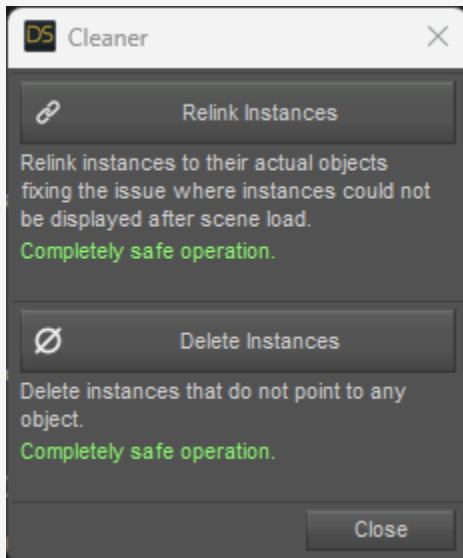 DS Cleaner
Relink Instances
Relink instances to their actual objects
fixing the issue where instances could not
be displayed after scene load.
Completely safe operation.
Delete Instances
Delete instances that do not point to any
object.
Completely safe operation.
Close